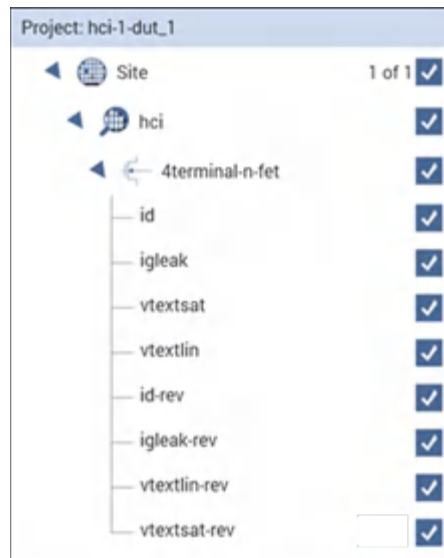 Project: hci-1-dut_1
Site 1 of 1
hci
4terminal-n-fet
id
igleak
vtextsat
vtextlin
id-rev
igleak-rev
vtextlin-rev
vtextsat-rev